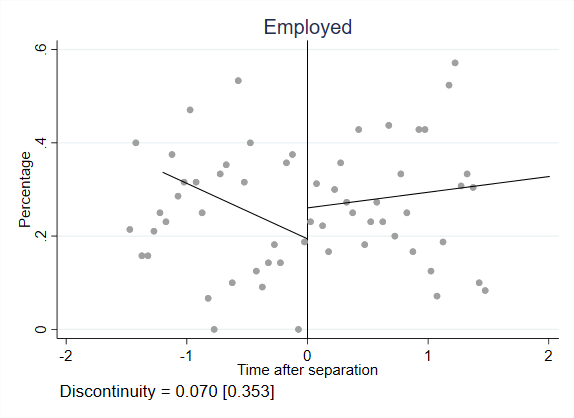 Employed
.6
.4
.2
0
Percentage
-2 -1 0 1 2
Time after separation
Discontinuity = 0.070 [0.353]